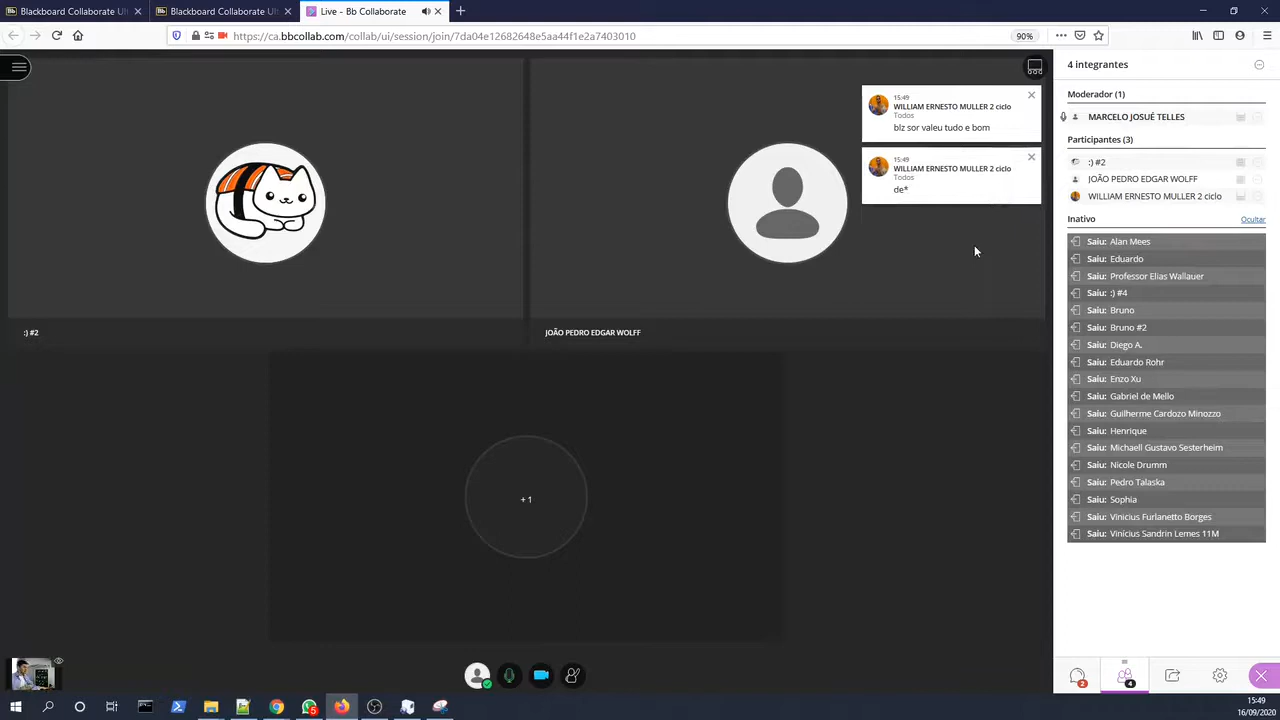 Blackboard Collaborate Ult
Blackboard Collaborate Ult
Live - Bb Collaborate
https://ca.bbcollab.com/collab/ui/session/join/7da04e12682648e5aa44f1e2a7403010
90%
4 integrantes
Moderador (1)
MARCELO JOSUÉ TELLES
Participantes (3)
:) #2
JOÃO PEDRO EDGAR WOLFF
WILLIAM ERNESTO MULLER 2 ciclo
Inativo
Ocultar
Saiu: Alan Mees
Saiu: Eduardo
Saiu: Professor Elias Wallauer
Saiu: :) #4
Saiu: Bruno
Saiu: Bruno #2
Saiu: Diego A.
Saiu: Eduardo Rohr
Saiu: Enzo Xu
Saiu: Gabriel de Mello
Saiu: Guilherme Cardozo Minozzo
Saiu: Henrique
Saiu: Michaell Gustavo Sesterheim
Saiu: Nicole Drumm
Saiu: Pedro Talaska
Saiu: Sophia
Saiu: Vinicius Furlanetto Borges
Saiu: Vinícius Sandrin Lemes 11M
15:49
WILLIAM ERNESTO MULLER 2 ciclo
Todos
blz sor valeu tudo e bom
15:49
WILLIAM ERNESTO MULLER 2 ciclo
Todos
de*
:) #2
JOÃO PEDRO EDGAR WOLFF
+ 1
2
4
5
15:49
16/09/2020